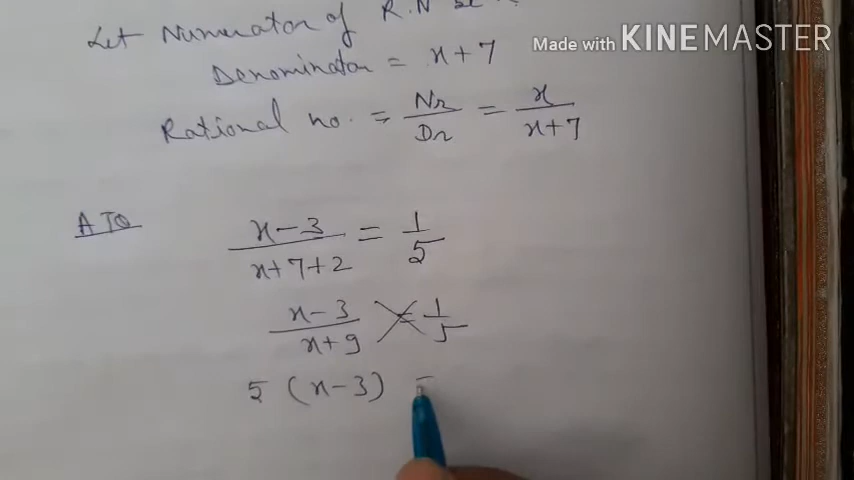 Let Numerator of R.N be
Made with KINEMASTER
Denominator = x+7
Rational no. = Nr/Dr = x/x+7
ATQ
x-3/x+7+2 = 1/5
x-3/x+9 = 1/5
5 (x-3) =